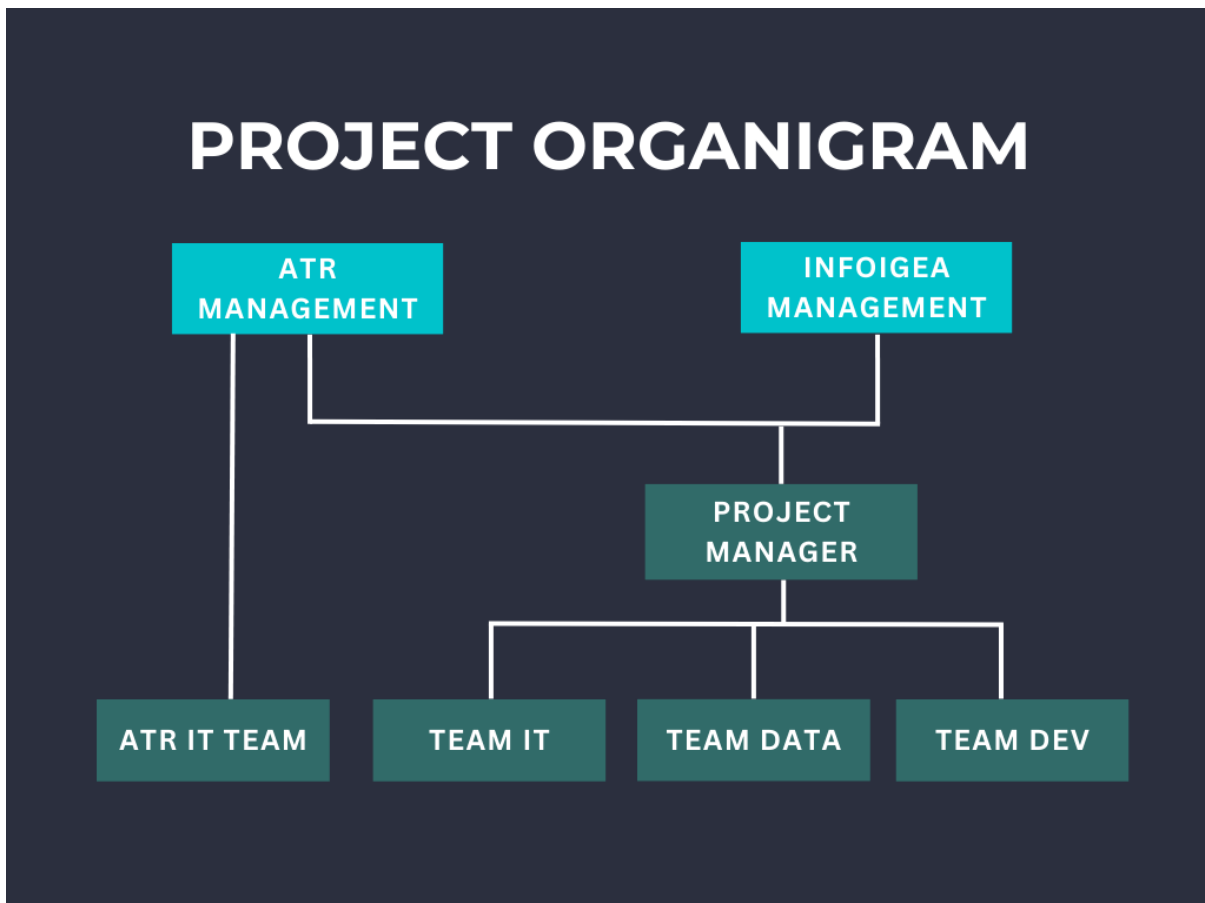 PROJECT ORGANIGRAM
ATR
MANAGEMENT
INFOIGEA
MANAGEMENT
PROJECT
MANAGER
ATR IT TEAM
TEAM IT
TEAM DATA
TEAM DEV